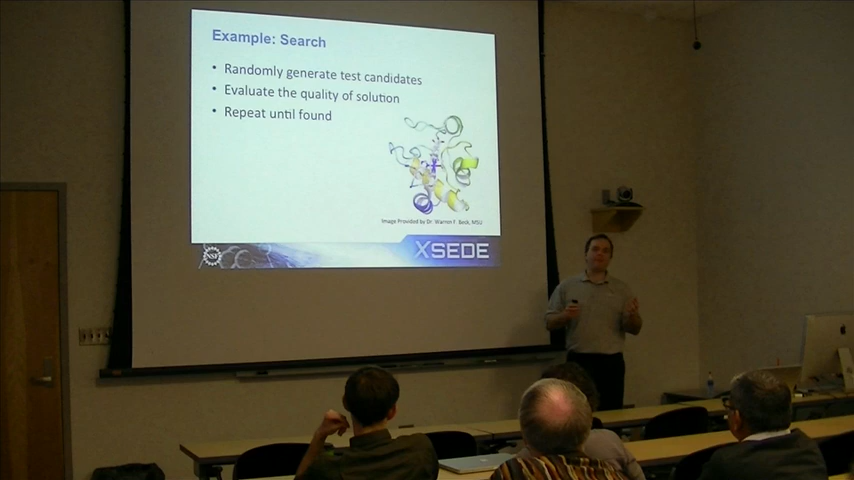 Example: Search
• Randomly generate test candidates
• Evaluate the quality of solution
• Repeat until found
Image Provided by Dr. Warren F. Beck, MSU
NSF
XSEDE